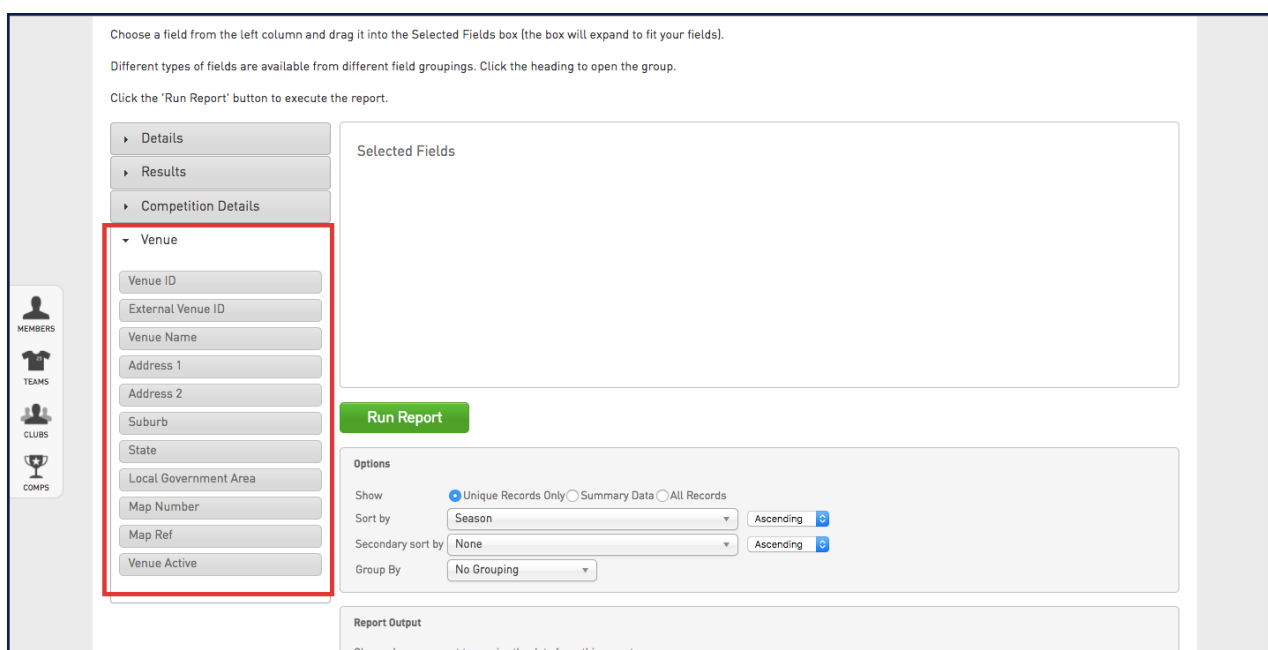 Choose a field from the left column and drag it into the Selected Fields box (the box will expand to fit your fields).
Different types of fields are available from different field groupings. Click the heading to open the group.
Click the 'Run Report' button to execute the report.
Details
Results
Competition Details
Venue
Venue ID
External Venue ID
Venue Name
Address 1
Address 2
Suburb
State
Local Government Area
Map Number
Map Ref
Venue Active
MEMBERS
TEAMS
CLUBS
COMPS
Selected Fields
Run Report
Options
Show Unique Records Only Summary Data All Records
Sort by Season Ascending
Secondary sort by None Ascending
Group By No Grouping
Report Output